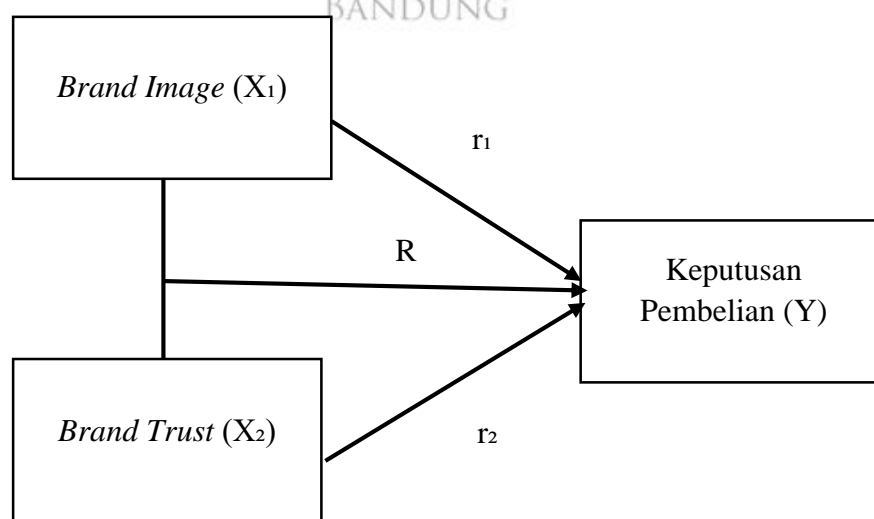 BANDUNG
Brand Image (X₁)
r₁
R
Keputusan
Pembelian (Y)
Brand Trust (X₂)
r₂